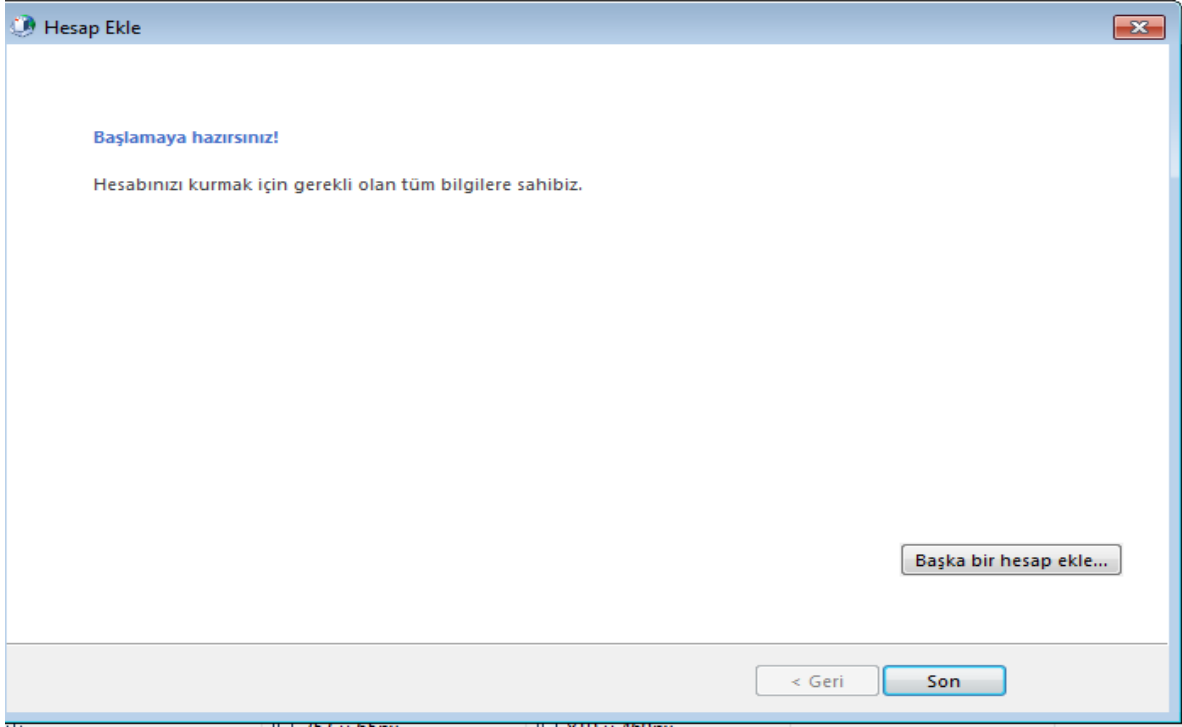 Hesap Ekle
Başlamaya hazırsınız!
Hesabınızı kurmak için gerekli olan tüm bilgilere sahibiz.
Başka bir hesap ekle...
< Geri
Son